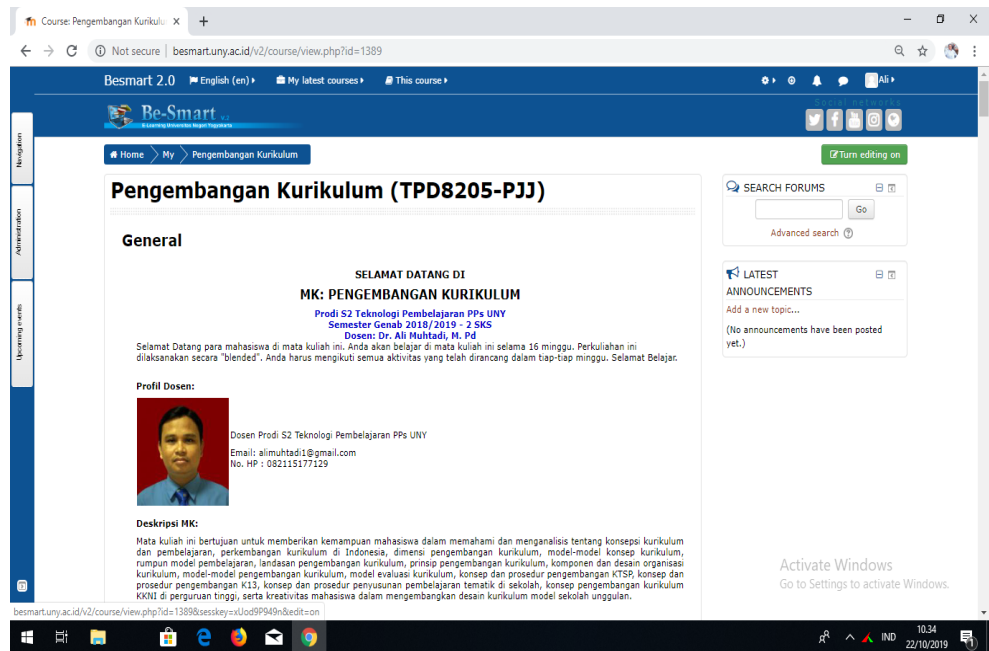 Course: Pengembangan Kurikulu
Not secure | besmart.uny.ac.id/v2/course/view.php?id=1389
Besmart 2.0 English (en) My latest courses This course Ali
Be-Smart v.2
E-Learning Universitas Negeri Yogyakarta
Social networks
Navigation
Administration
Upcoming events
Home My Pengembangan Kurikulum
Turn editing on
Pengembangan Kurikulum (TPD8205-PJJ)
General
SELAMAT DATANG DI
MK: PENGEMBANGAN KURIKULUM
Prodi S2 Teknologi Pembelajaran PPs UNY
Semester Genab 2018/2019 - 2 SKS
Dosen: Dr. Ali Muhtadi, M. Pd
Selamat Datang para mahasiswa di mata kuliah ini. Anda akan belajar di mata kuliah ini selama 16 minggu. Perkuliahan ini
dilaksanakan secara "blended". Anda harus mengikuti semua aktivitas yang telah dirancang dalam tiap-tiap minggu. Selamat Belajar.
Profil Dosen:
Dosen Prodi S2 Teknologi Pembelajaran PPs UNY
Email: alimuhtadi1@gmail.com
No. HP : 082115177129
Deskripsi MK:
Mata kuliah ini bertujuan untuk memberikan kemampuan mahasiswa dalam memahami dan menganalisis tentang konsepsi kurikulum
dan pembelajaran, perkembangan kurikulum di Indonesia, dimensi pengembangan kurikulum, model-model konsep kurikulum,
rumpun model pembelajaran, landasan pengembangan kurikulum, prinsip pengembangan kurikulum, komponen dan desain organisasi
kurikulum, model-model pengembangan kurikulum, model evaluasi kurikulum, konsep dan prosedur pengembangan KTSP, konsep dan
prosedur pengembangan K13, konsep dan prosedur penyusunan pembelajaran tematik di sekolah, konsep pengembangan kurikulum
KKNI di perguruan tinggi, serta kreativitas mahasiswa dalam mengembangkan desain kurikulum model sekolah unggulan.
SEARCH FORUMS
Go
Advanced search
LATEST
ANNOUNCEMENTS
Add a new topic...
(No announcements have been posted
yet.)
Activate Windows
Go to Settings to activate Windows.
besmart.uny.ac.id/v2/course/view.php?id=1389&sesskey=xUod9P949n&edit=on
IND
10.34
22/10/2019